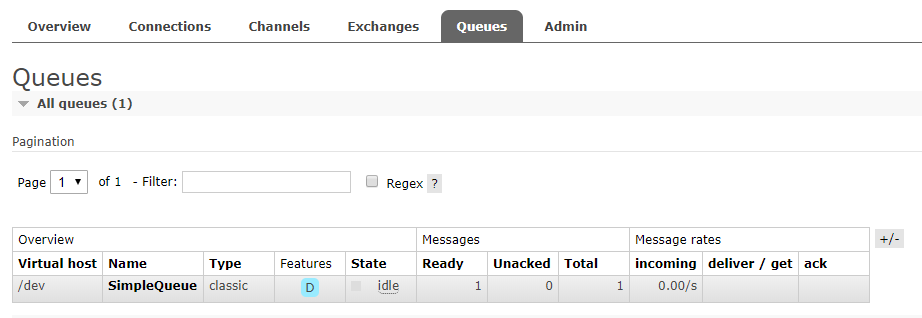 Overview Connections Channels Exchanges Queues Admin
Queues
All queues (1)
Pagination
Page 1 of 1 - Filter: Regex ?
Overview Messages Message rates +/-
Virtual host Name Type Features State Ready Unacked Total incoming deliver / get ack
/dev SimpleQueue classic D idle 1 0 1 0.00/s